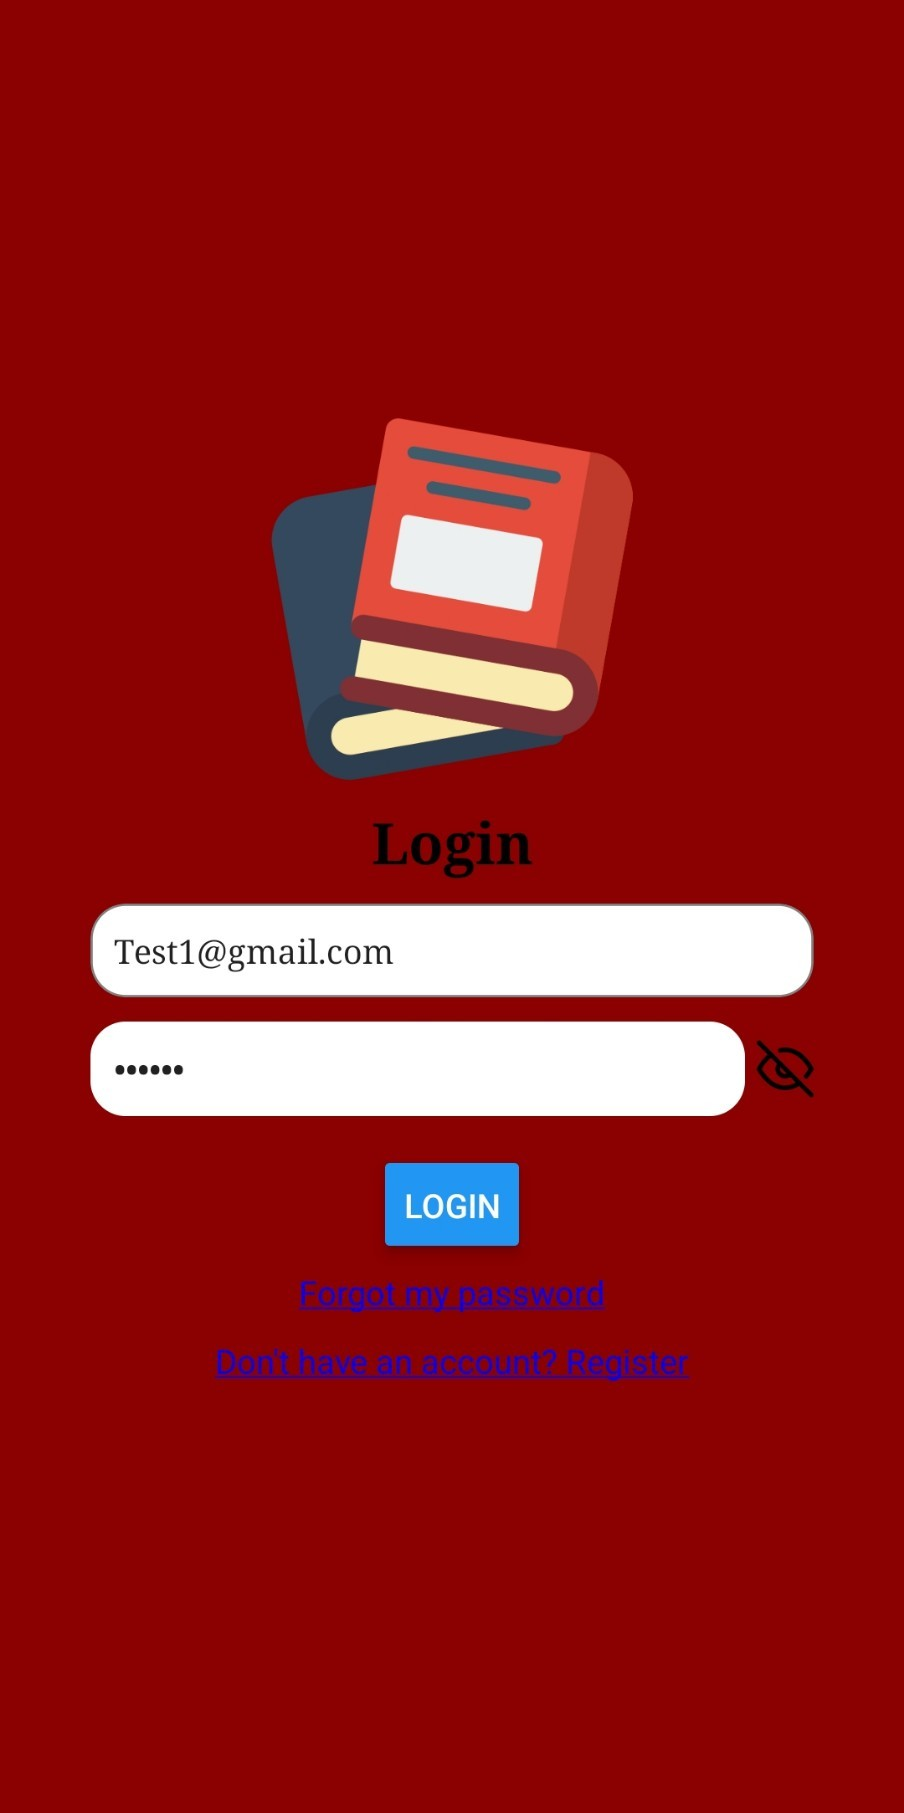 Login
Test1@gmail.com
••••••
LOGIN
Forgot my password
Don't have an account? Register